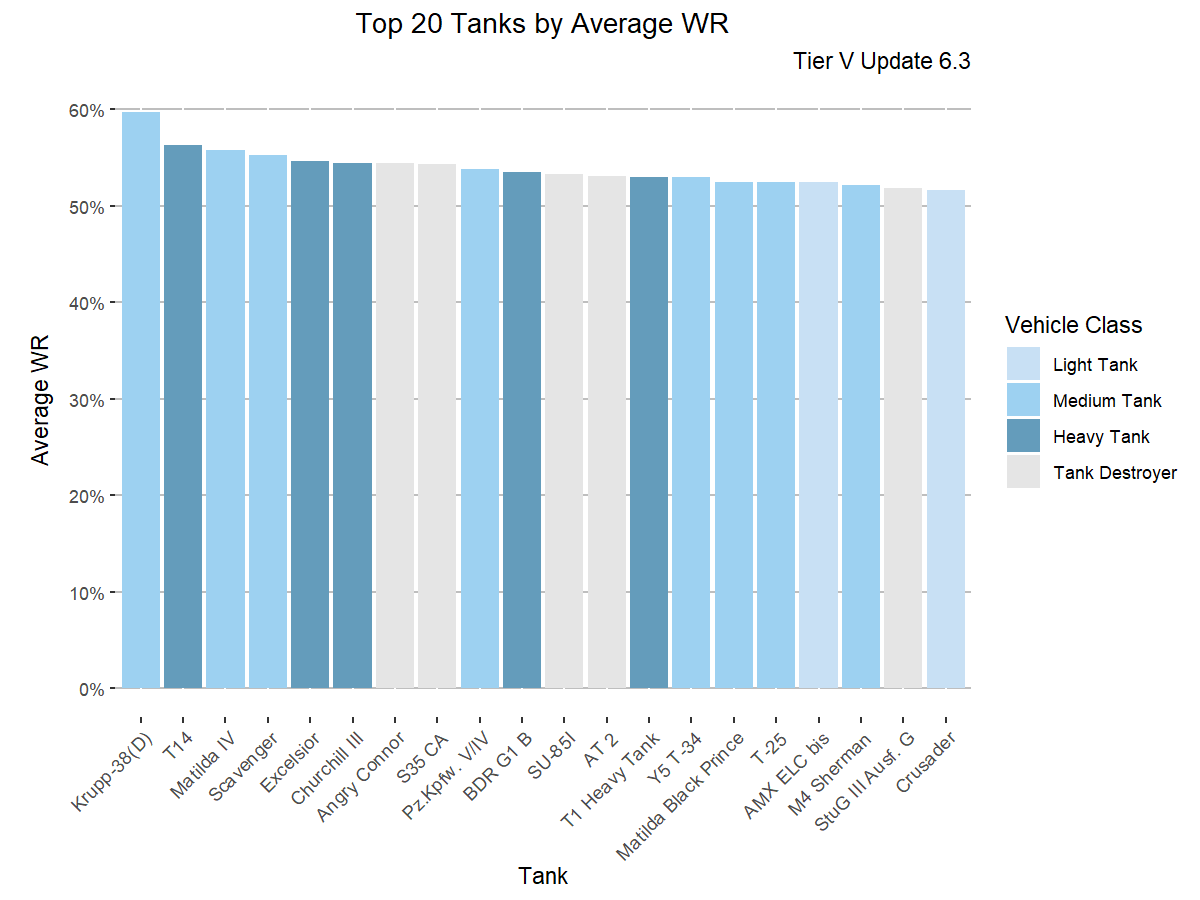 Top 20 Tanks by Average WR
Tier V Update 6.3
60%
50%
40%
30%
20%
10%
0%
Average WR
Krupp-38(D)
T14
Matilda IV
Scavenger
Excelsior
Churchill III
Angry Connor
S35 CA
Pz.Kpfw. V/IV
BDR G1 B
SU-85I
AT 2
T1 Heavy Tank
Y5 T-34
Matilda Black Prince
T-25
AMX ELC bis
M4 Sherman
StuG III Ausf. G
Crusader
Tank
Vehicle Class
Light Tank
Medium Tank
Heavy Tank
Tank Destroyer